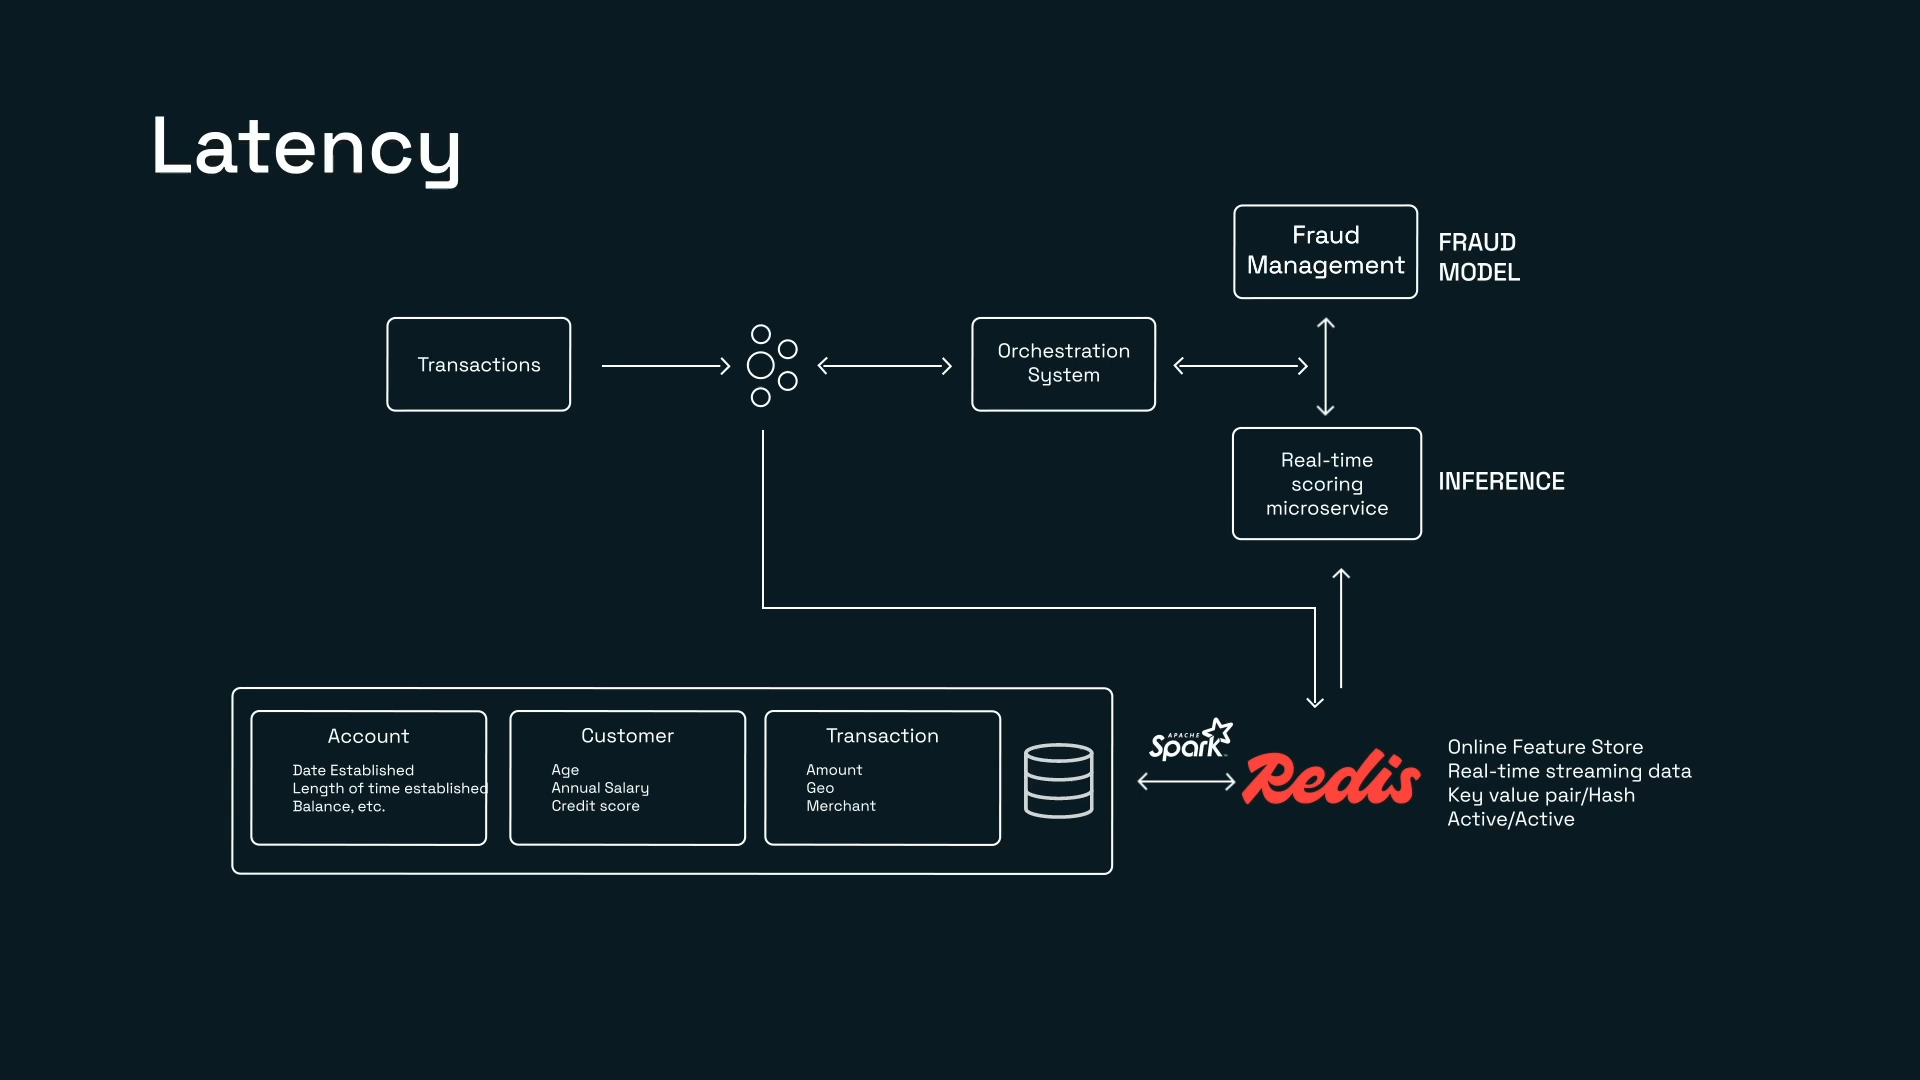 Latency
Fraud
Management
FRAUD
MODEL
Transactions
Orchestration
System
Real-time
scoring
microservice
INFERENCE
Account
Date Established
Length of time established
Balance, etc.
Customer
Age
Annual Salary
Credit score
Transaction
Amount
Geo
Merchant
APACHE
Spark
Redis
Online Feature Store
Real-time streaming data
Key value pair/Hash
Active/Active